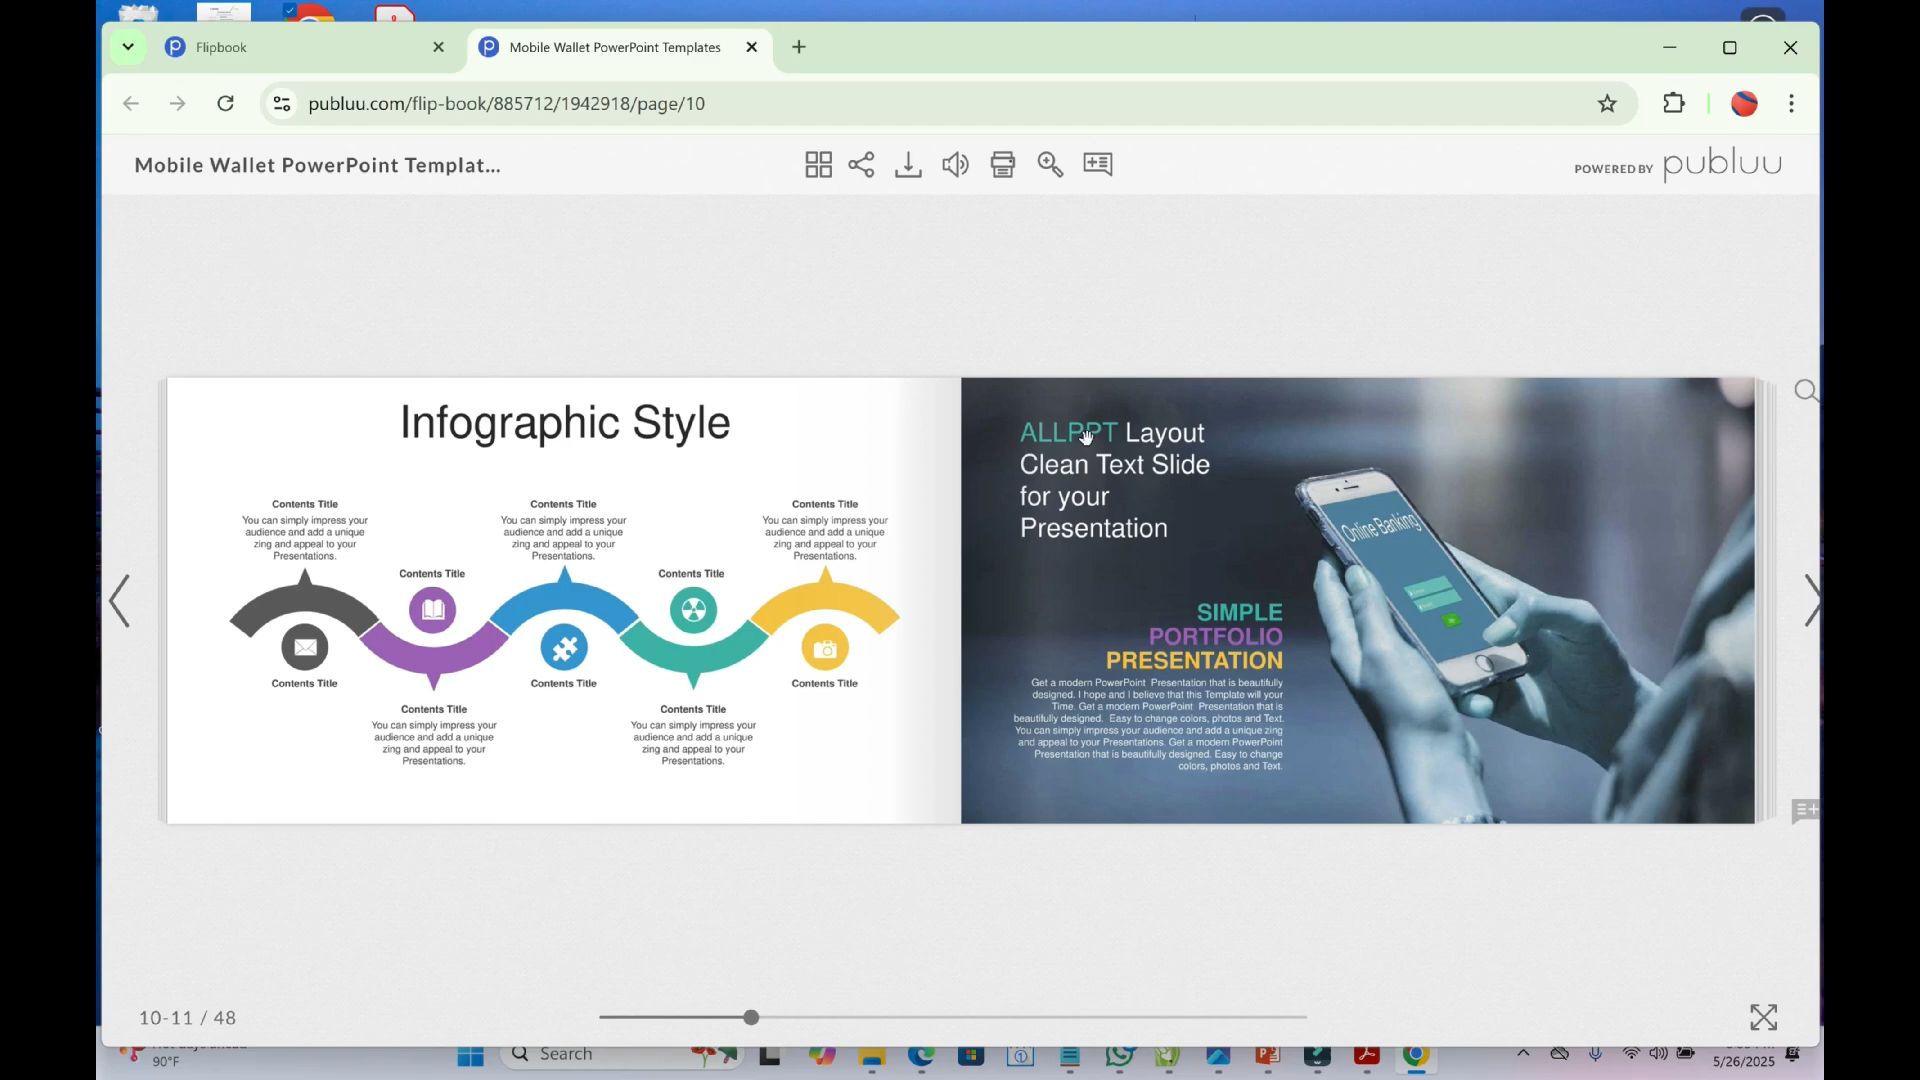 Flipbook
Mobile Wallet PowerPoint Templates
publuu.com/flip-book/885712/1942918/page/10
Mobile Wallet PowerPoint Templat...
POWERED BY publuu
Infographic Style
Contents Title
You can simply impress your
audience and add a unique
zing and appeal to your
Presentations.
Contents Title
You can simply impress your
audience and add a unique
zing and appeal to your
Presentations.
Contents Title
You can simply impress your
audience and add a unique
zing and appeal to your
Presentations.
Contents Title
Contents Title
Contents Title
Contents Title
Contents Title
Contents Title
You can simply impress your
audience and add a unique
zing and appeal to your
Presentations.
Contents Title
You can simply impress your
audience and add a unique
zing and appeal to your
Presentations.
ALLPPT Layout
Clean Text Slide
for your
Presentation
Online Banking
SIMPLE
PORTFOLIO
PRESENTATION
Get a modern PowerPoint Presentation that is beautifully
designed. I hope and I believe that this Template will your
Time. Get a modern PowerPoint Presentation that is
beautifully designed. Easy to change colors, photos and Text.
You can simply impress your audience and add a unique zing
and appeal to your Presentations. Get a modern PowerPoint
Presentation that is beautifully designed. Easy to change
colors, photos and Text.
10-11 / 48
90°F
Search
5/26/2025